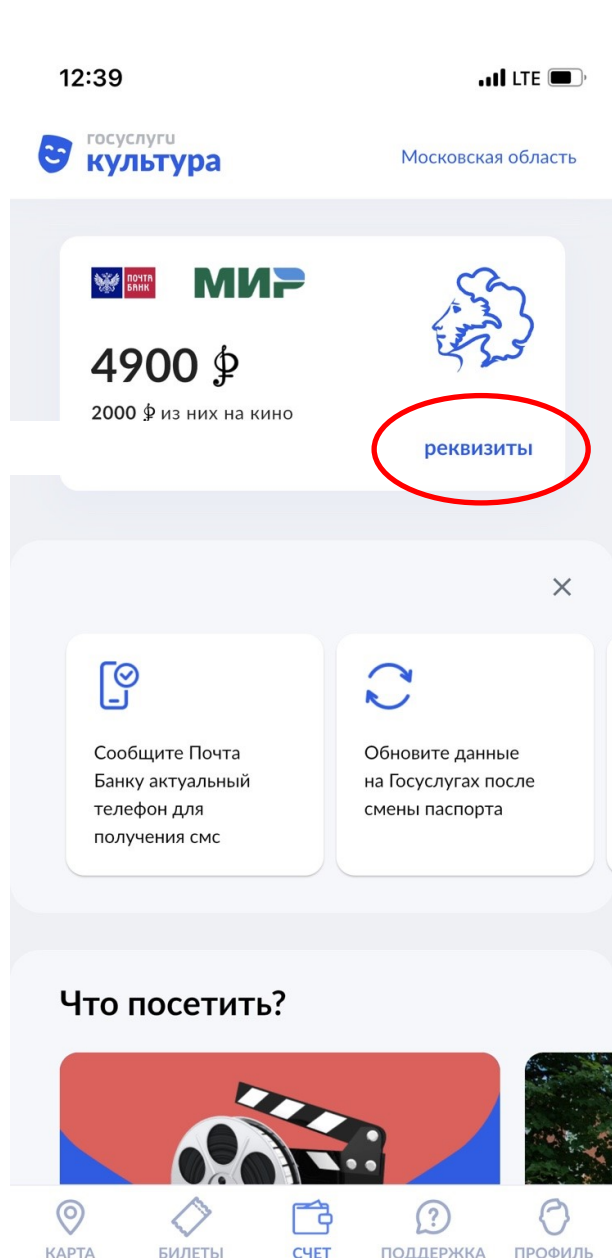 12:39 LTE
госуслуги
культура
Московская область
ПОЧТА
БАНК
МИР
4900 ₽
2000 ₽ из них на кино
реквизиты
Сообщите Почта
Банку актуальный
телефон для
получения смс
Обновите данные
на Госуслугах после
смены паспорта
Что посетить?
КАРТА БИЛЕТЫ СЧЕТ ПОДДЕРЖКА ПРОФИЛЬ